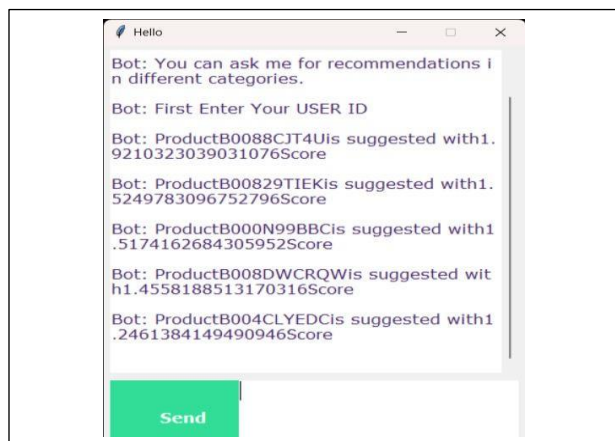 Hello
Bot: You can ask me for recommendations i
n different categories.
Bot: First Enter Your USER ID
Bot: ProductB0088CJT4Uis suggested with1.
9210323039031076Score
Bot: ProductB00829TIEKis suggested with1.
5249783096752796Score
Bot: ProductB000N99BBCis suggested with1
.5174162684305952Score
Bot: ProductB008DWCRQWis suggested wit
h1.4558188513170316Score
Bot: ProductB004CLYEDCis suggested with1
.2461384149490946Score
Send